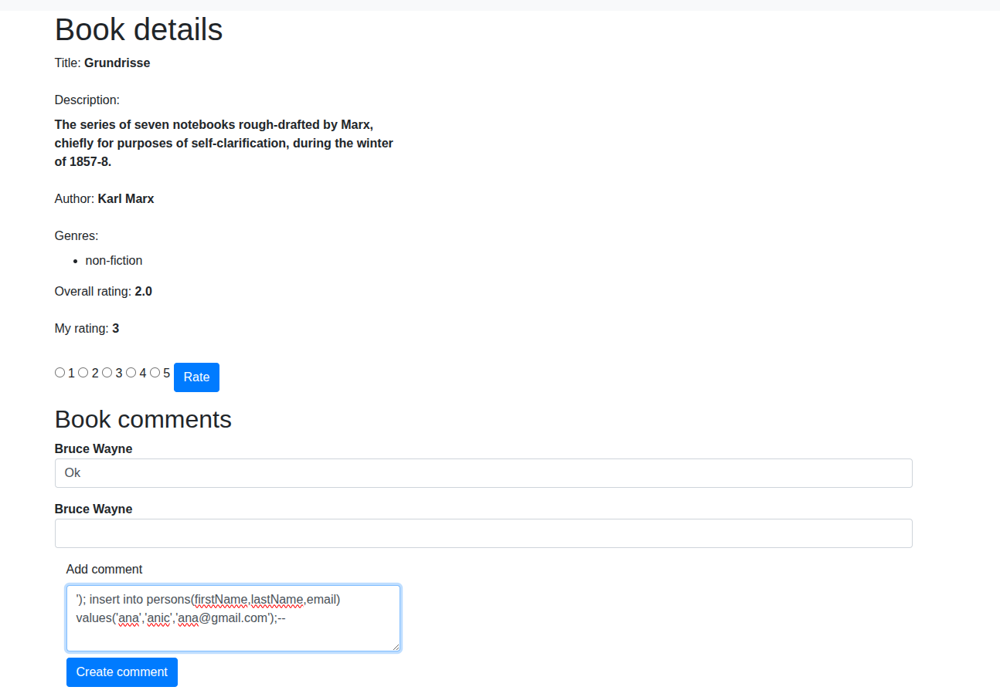 Book details
Title: Grundrisse
Description:
The series of seven notebooks rough-drafted by Marx,
chiefly for purposes of self-clarification, during the winter
of 1857-8.
Author: Karl Marx
Genres:
• non-fiction
Overall rating: 2.0
My rating: 3
1 2 3 4 5 Rate
Book comments
Bruce Wayne
Ok
Bruce Wayne
Add comment
'); insert into persons(firstName,lastName,email)
values('ana','anic','ana@gmail.com');--
Create comment